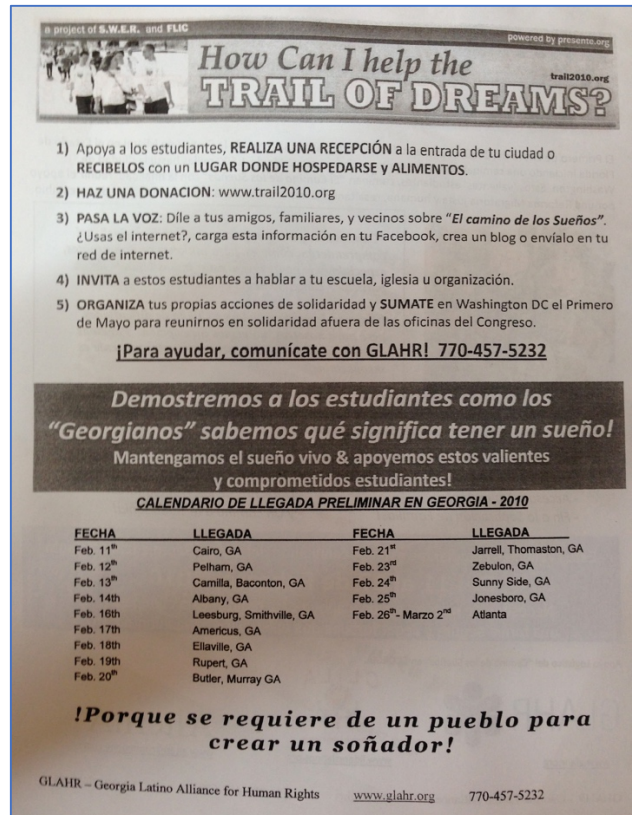 a project of S.W.E.R. and FLIC
powered by presente.org
How Can I help the
trail2010.org
TRAIL OF DREAMS?
1) Apoya a los estudiantes, REALIZA UNA RECEPCIÓN a la entrada de tu ciudad o
RECIBELOS con un LUGAR DONDE HOSPEDARSE y ALIMENTOS.
2) HAZ UNA DONACION: www.trail2010.org
3) PASA LA VOZ: Díle a tus amigos, familiares, y vecinos sobre "El camino de los Sueños".
¿Usas el internet?, carga esta información en tu Facebook, crea un blog o envíalo en tu
red de internet.
4) INVITA a estos estudiantes a hablar a tu escuela, iglesia u organización.
5) ORGANIZA tus propias acciones de solidaridad y SUMATE en Washington DC el Primero
de Mayo para reunirnos en solidaridad afuera de las oficinas del Congreso.
¡Para ayudar, comunícate con GLAHR! 770-457-5232
Demostremos a los estudiantes como los
"Georgianos" sabemos qué significa tener un sueño!
Mantengamos el sueño vivo & apoyemos estos valientes
y comprometidos estudiantes!
CALENDARIO DE LLEGADA PRELIMINAR EN GEORGIA - 2010
FECHA LLEGADA FECHA LLEGADA
Feb. 11th Cairo, GA Feb. 21st Jarrell, Thomaston, GA
Feb. 12th Pelham, GA Feb. 23rd Zebulon, GA
Feb. 13th Camilla, Baconton, GA Feb. 24th Sunny Side, GA
Feb. 14th Albany, GA Feb. 25th Jonesboro, GA
Feb. 16th Leesburg, Smithville, GA Feb. 26th- Marzo 2nd Atlanta
Feb. 17th Americus, GA
Feb. 18th Ellaville, GA
Feb. 19th Rupert, GA
Feb. 20th Butler, Murray GA
!Porque se requiere de un pueblo para
crear un soñador!
GLAHR – Georgia Latino Alliance for Human Rights www.glahr.org 770-457-5232